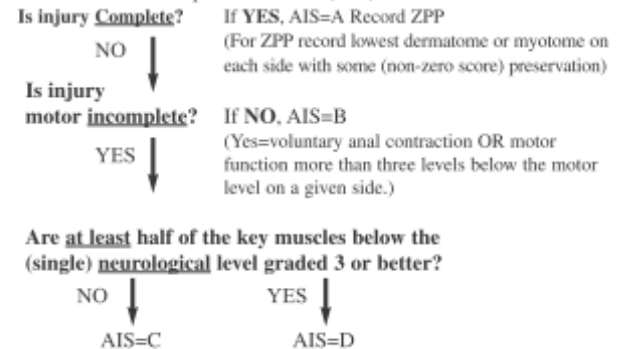 Is injury Complete? If YES, AIS=A Record ZPP
NO (For ZPP record lowest dermatome or myotome on
each side with some (non-zero score) preservation)
Is injury
motor incomplete? If NO, AIS=B
(Yes=voluntary anal contraction OR motor
YES function more than three levels below the motor
level on a given side.)
Are at least half of the key muscles below the
(single) neurological level graded 3 or better?
NO YES
AIS=C AIS=D